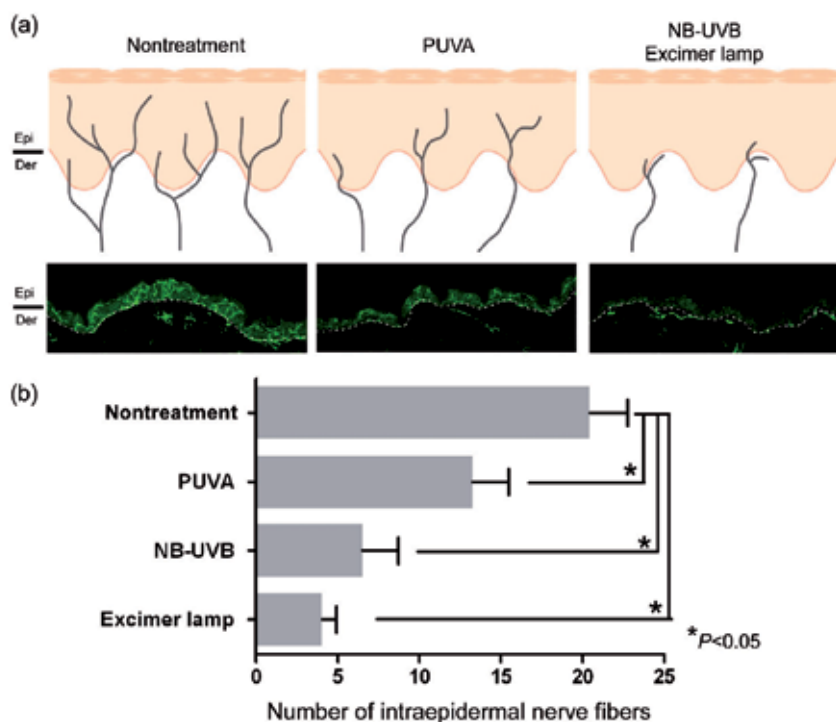 (a)
Nontreatment
PUVA
NB-UVB
Excimer lamp
Epi
Der
Epi
Der
(b)
Nontreatment
PUVA
NB-UVB
Excimer lamp
*
*
*
*P<0.05
0 5 10 15 20 25
Number of intraepidermal nerve fibers